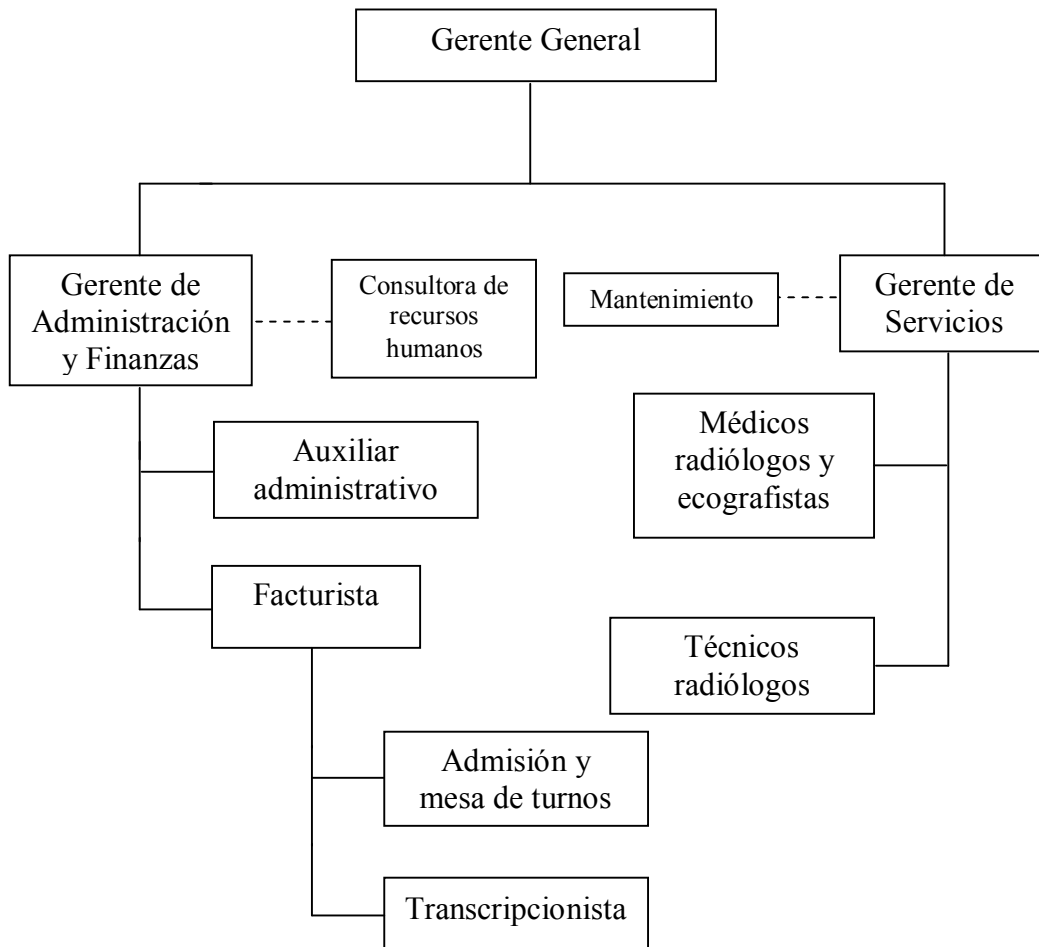 Gerente General
Gerente de
Administración
y Finanzas
Consultora de
recursos
humanos
Mantenimiento
Gerente de
Servicios
Auxiliar
administrativo
Médicos
radiólogos y
ecografistas
Facturista
Técnicos
radiólogos
Admisión y
mesa de turnos
Transcripcionista